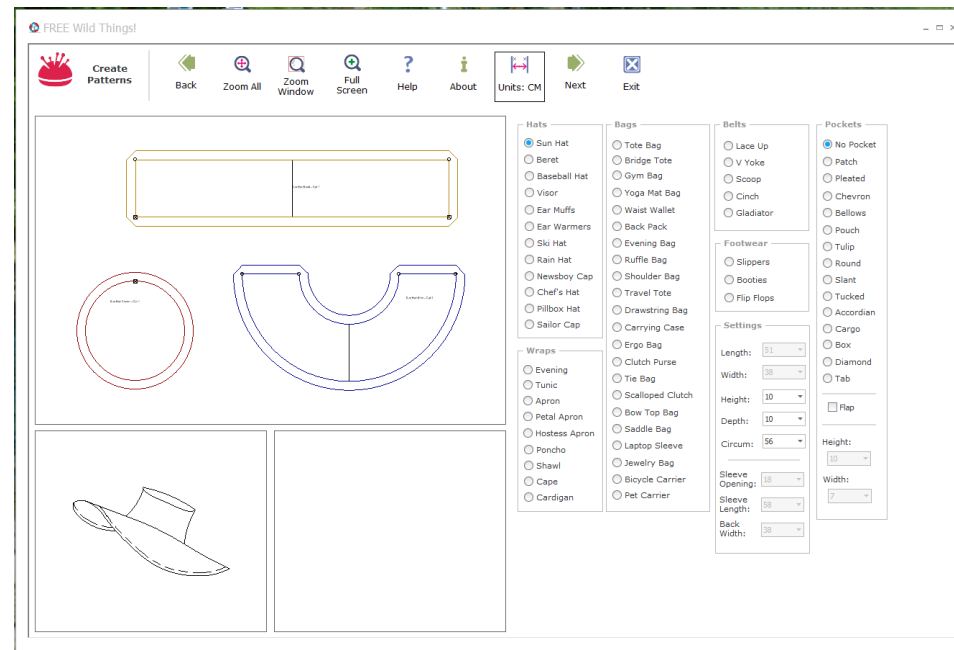 FREE Wild Things!
Create
Patterns
Back
Zoom All
Zoom
Window
Full
Screen
Help
About
Units: CM
Next
Exit
Hats
Sun Hat
Beret
Baseball Hat
Visor
Ear Muffs
Ear Warmers
Ski Hat
Rain Hat
Newsboy Cap
Chef's Hat
Pillbox Hat
Sailor Cap
Wraps
Evening
Tunic
Apron
Petal Apron
Hostess Apron
Poncho
Shawl
Cape
Cardigan
Bags
Tote Bag
Bridge Tote
Gym Bag
Yoga Mat Bag
Waist Wallet
Back Pack
Evening Bag
Ruffle Bag
Shoulder Bag
Travel Tote
Drawstring Bag
Carrying Case
Ergo Bag
Clutch Purse
Tie Bag
Scalloped Clutch
Bow Top Bag
Saddle Bag
Laptop Sleeve
Jewelry Bag
Bicycle Carrier
Pet Carrier
Belts
Lace Up
V Yoke
Scoop
Cinch
Gladiator
Footwear
Slippers
Booties
Flip Flops
Settings
Length: 51
Width: 38
Height: 10
Depth: 10
Circum: 56
Sleeve
Opening: 18
Sleeve
Length: 58
Back
Width: 38
Pockets
No Pocket
Patch
Pleated
Chevron
Bellows
Pouch
Tulip
Round
Slant
Tucked
Accordian
Cargo
Box
Diamond
Tab
Flap
Height:
10
Width:
7